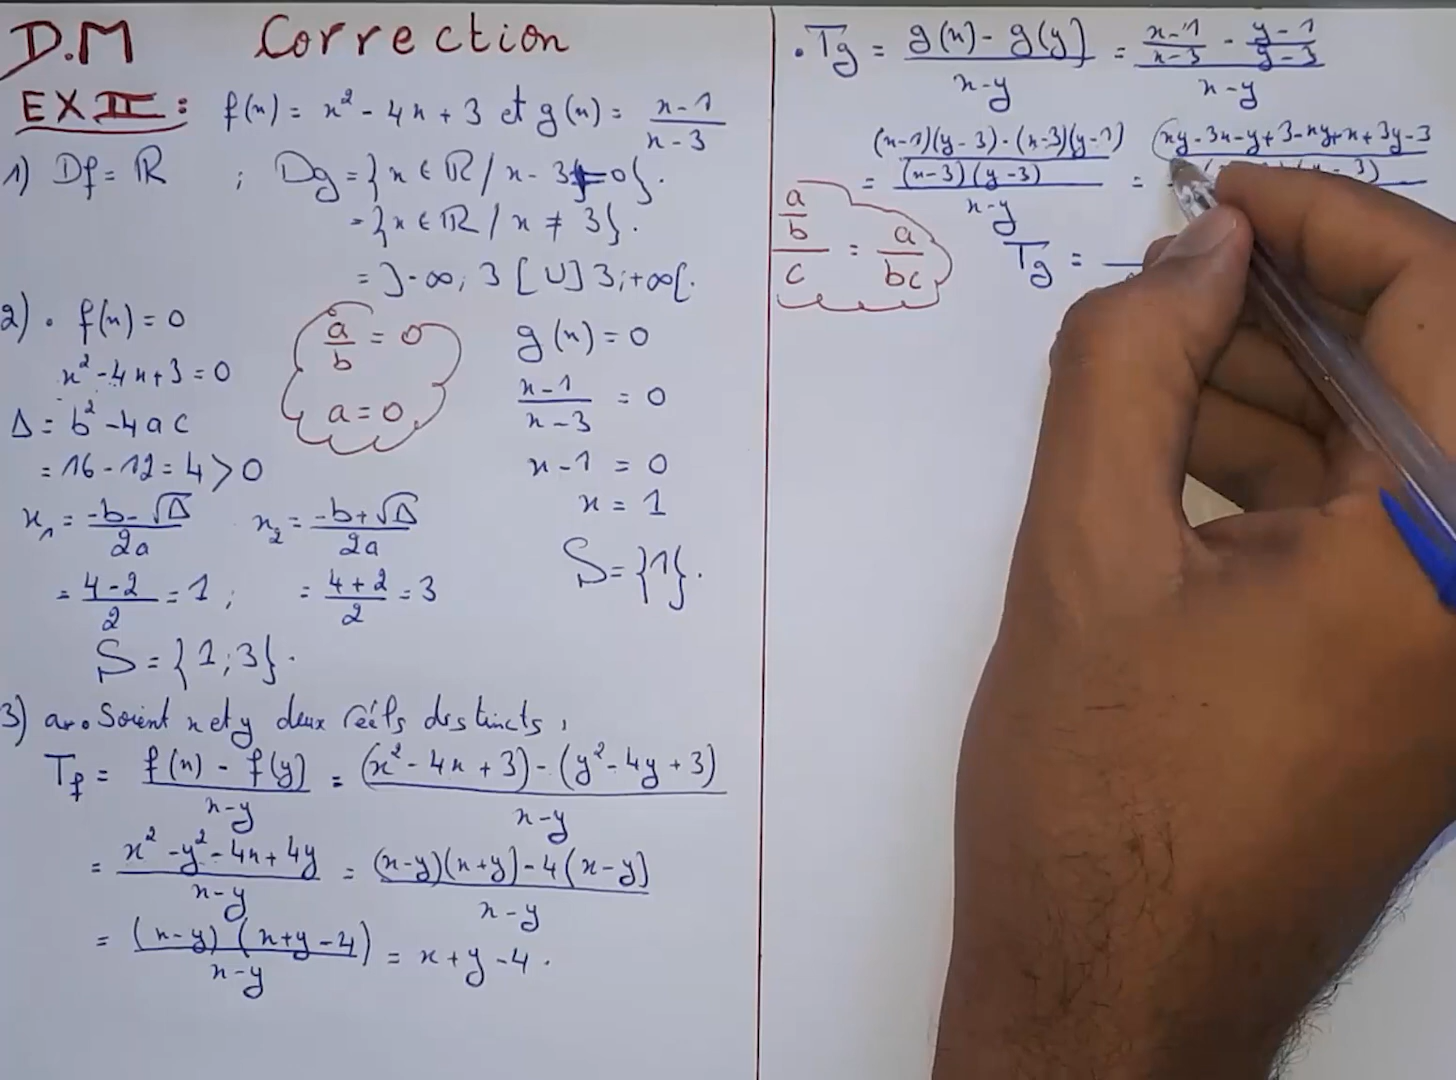 D.M Correction
EX II : f(x) = x² - 4x + 3 et g(x) = (x-1)/(x-3)
1) Df = ℝ ; Dg = {x ∈ ℝ / x - 3 ≠ 0}.
= {x ∈ ℝ / x ≠ 3}.
= ]-∞; 3[ U ]3; +∞[.
2) • f(x) = 0
x² - 4x + 3 = 0
Δ = b² - 4ac
= 16 - 12 = 4 > 0
x₁ = (-b-√Δ)/2a x₂ = (-b+√Δ)/2a
= (4-2)/2 = 1 ; = (4+2)/2 = 3
S = {1 ; 3}.
a/b = 0
a = 0
g(x) = 0
(x-1)/(x-3) = 0
x - 1 = 0
x = 1
S = {1}.
3) a. • Soient x et y deux réels distincts,
Tf = (f(x) - f(y))/(x-y) = ((x² - 4x + 3) - (y² - 4y + 3))/(x-y)
= (x² - y² - 4x + 4y)/(x-y) = ((x-y)(x+y) - 4(x-y))/(x-y)
= ((x-y)(x+y-4))/(x-y) = x + y - 4.
• Tg = (g(x) - g(y))/(x-y) = ((x-1)/(x-3) - (y-1)/(y-3))/(x-y)
= (((x-1)(y-3) - (x-3)(y-1))/((x-3)(y-3)))/(x-y) = (xy-3x-y+3-xy+x+3y-3
(a/b)/c = a/bc
Tg =